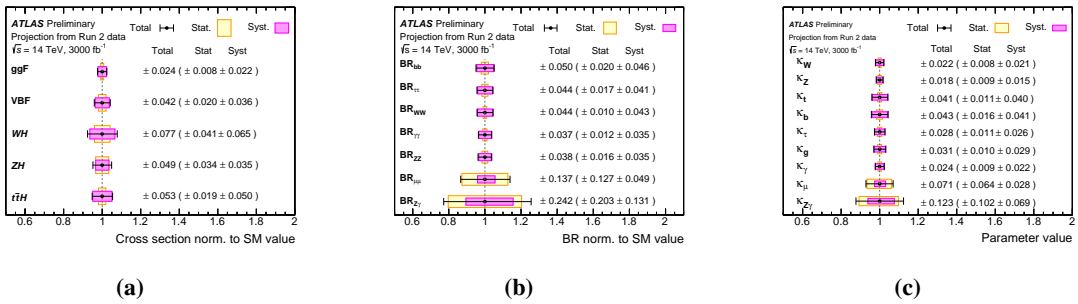 ATLAS Preliminary
Total Stat. Syst.
Projection from Run 2 data
√s = 14 TeV, 3000 fb-1
Total Stat Syst
ggF ± 0.024 ( ± 0.008 ± 0.022 )
VBF ± 0.042 ( ± 0.020 ± 0.036 )
WH ± 0.077 ( ± 0.041 ± 0.065 )
ZH ± 0.049 ( ± 0.034 ± 0.035 )
tt̄H ± 0.053 ( ± 0.019 ± 0.050 )
0.6 0.8 1 1.2 1.4 1.6 1.8 2
Cross section norm. to SM value
(a)
ATLAS Preliminary
Total Stat. Syst.
Projection from Run 2 data
√s = 14 TeV, 3000 fb-1
Total Stat Syst
BRbb ± 0.050 ( ± 0.020 ± 0.046 )
BRττ ± 0.044 ( ± 0.017 ± 0.041 )
BRWW ± 0.044 ( ± 0.010 ± 0.043 )
BRγγ ± 0.037 ( ± 0.012 ± 0.035 )
BRZZ ± 0.038 ( ± 0.016 ± 0.035 )
BRμμ ± 0.137 ( ± 0.127 ± 0.049 )
BRZγ ± 0.242 ( ± 0.203 ± 0.131 )
0.6 0.8 1 1.2 1.4 1.6 1.8 2
BR norm. to SM value
(b)
ATLAS Preliminary
Total Stat. Syst.
Projection from Run 2 data
√s = 14 TeV, 3000 fb-1
Total Stat Syst
κW ± 0.022 ( ± 0.008 ± 0.021 )
κZ ± 0.018 ( ± 0.009 ± 0.015 )
κt ± 0.041 ( ± 0.011 ± 0.040 )
κb ± 0.043 ( ± 0.016 ± 0.041 )
κτ ± 0.028 ( ± 0.011 ± 0.026 )
κg ± 0.031 ( ± 0.010 ± 0.029 )
κγ ± 0.024 ( ± 0.009 ± 0.022 )
κμ ± 0.071 ( ± 0.064 ± 0.028 )
κZγ ± 0.123 ( ± 0.102 ± 0.069 )
0.6 0.8 1 1.2 1.4 1.6 1.8 2
Parameter value
(c)